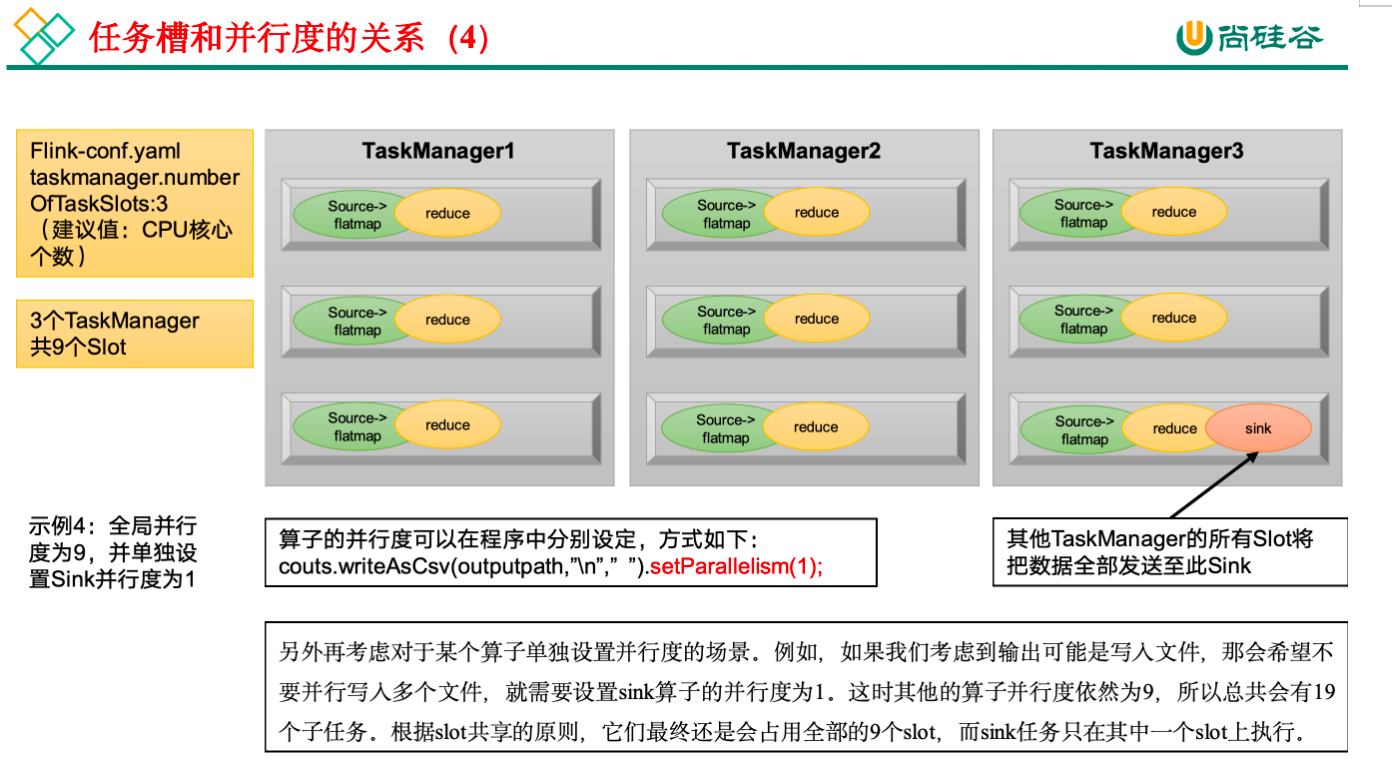 任务槽和并行度的关系（4）
尚硅谷
Flink-conf.yaml
taskmanager.number
OfTaskSlots:3
（建议值：CPU核心
个数）
3个TaskManager
共9个Slot
TaskManager1
Source->
flatmap
reduce
Source->
flatmap
reduce
Source->
flatmap
reduce
TaskManager2
Source->
flatmap
reduce
Source->
flatmap
reduce
Source->
flatmap
reduce
TaskManager3
Source->
flatmap
reduce
Source->
flatmap
reduce
Source->
flatmap
reduce
sink
示例4：全局并行
度为9，并单独设
置Sink并行度为1
算子的并行度可以在程序中分别设定，方式如下：
couts.writeAsCsv(outputpath,”\n”,” ”).setParallelism(1);
其他TaskManager的所有Slot将
把数据全部发送至此Sink
另外再考虑对于某个算子单独设置并行度的场景。例如，如果我们考虑到输出可能是写入文件，那会希望不
要并行写入多个文件，就需要设置sink算子的并行度为1。这时其他的算子并行度依然为9，所以总共会有19
个子任务。根据slot共享的原则，它们最终还是会占用全部的9个slot，而sink任务只在其中一个slot上执行。